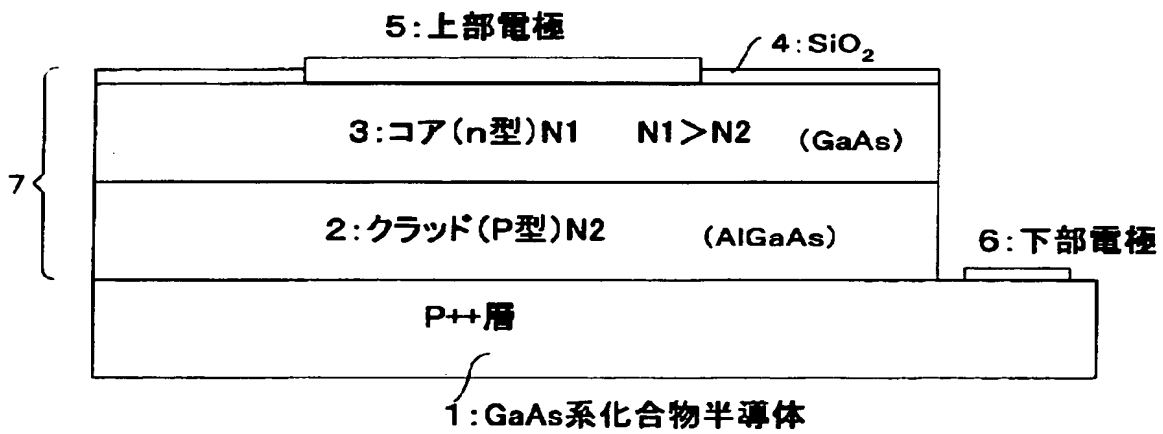 5:上部電極
4:SiO₂
3:コア(n型)N1 N1>N2 (GaAs)
7
2:クラッド(P型)N2 (AlGaAs)
6:下部電極
P++層
1:GaAs系化合物半導体